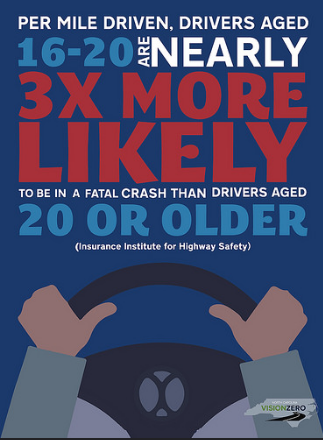 PER MILE DRIVEN, DRIVERS AGED
16-20 ARE NEARLY
3X MORE
LIKELY
TO BE IN A FATAL CRASH THAN DRIVERS AGED
20 OR OLDER
(Insurance Institute for Highway Safety)
VISIONZERO